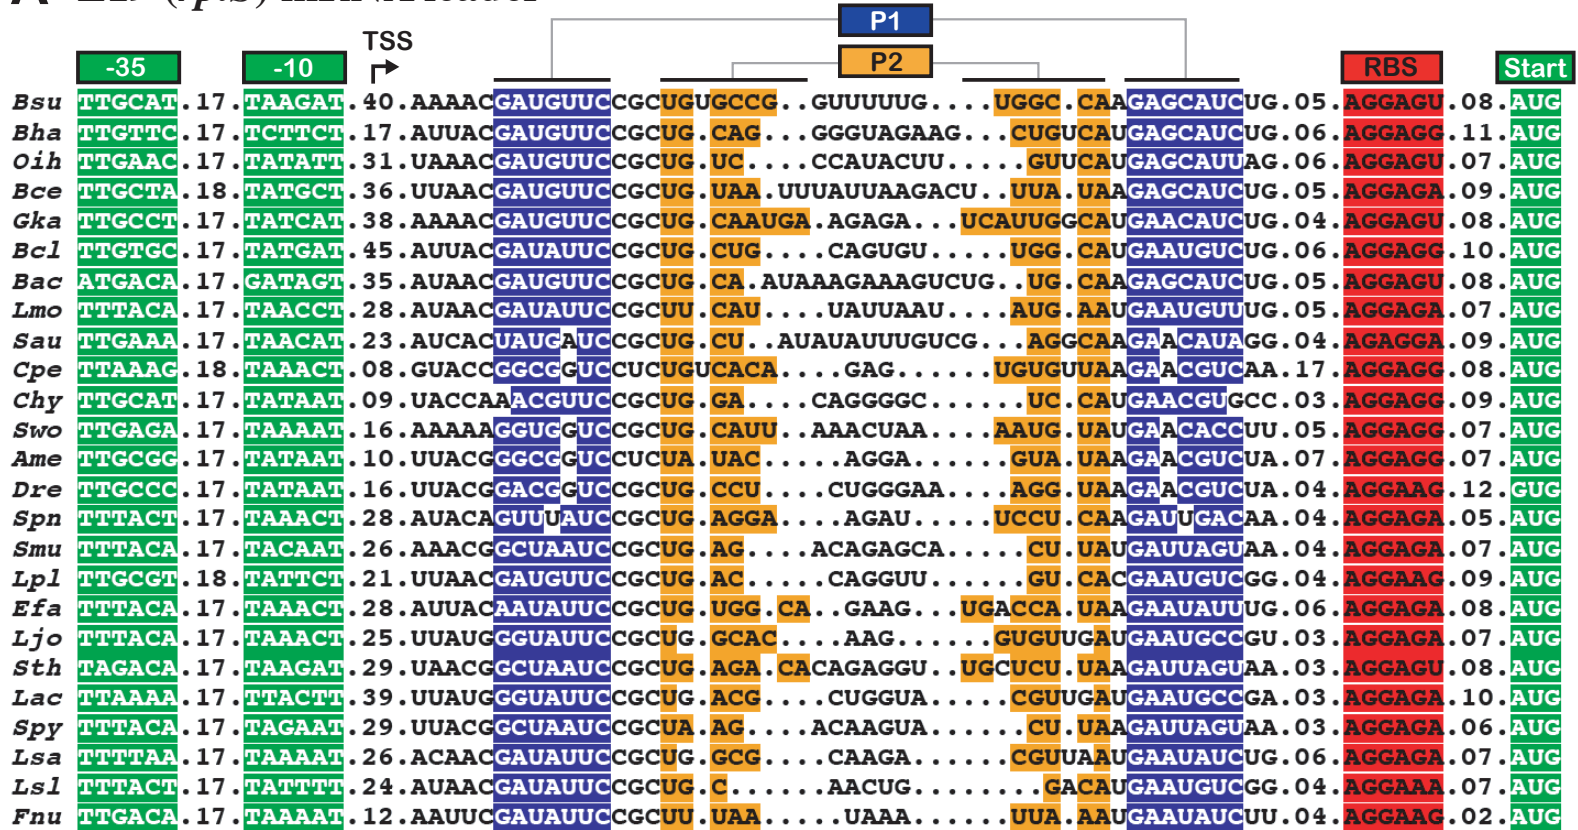 A L19 (rplS) mRNA leader
P1
TSS
-35 -10 P2 RBS Start
Bsu TTGCAT.17.TAAGAT.40.AAAACGAUGUUCCGCUGUGCCG..GUUUUUG....UGGC.CAAGAGCAUCUG.05.AGGAGU.08.AUG
Bha TTGTTC.17.TCTTCT.17.AUUACGAUGUUCCGCUG.CAG...GGGUAGAAG...CUGUCAUGAGCAUCUG.06.AGGAGG.11.AUG
Oih TTGAAC.17.TATATT.31.UAAACGAUGUUCCGCUG.UC....CCAUACUU.....GUUCAUGAGCAUUAG.06.AGGAGU.07.AUG
Bce TTGCTA.18.TATGCT.36.UUAACGAUGUUCCGCUG.UAA.UUUAUUAAGACU..UUA.UAAGAGCAUCUG.05.AGGAGA.09.AUG
Gka TTGCCT.17.TATCAT.38.AAAACGAUGUUCCGCUG.CAAUGA.AGAGA...UCAUUGGCAUGAACAUCUG.04.AGGAGU.08.AUG
Bcl TTGTGC.17.TATGAT.45.AUUACGAUAUUCCGCUG.CUG....CAGUGU.....UGG.CAUGAAUGUCUG.06.AGGAGG.10.AUG
Bac ATGACA.17.GATAGT.35.AUAACGAUGUUCCGCUG.CA.AUAAAGAAAGUCUG..UG.CAAGAGCAUCUG.05.AGGAGU.08.AUG
Lmo TTTACA.17.TAACCT.28.AUAACGAUAUUCCGCUU.CAU....UAUUAAU....AUG.AAUGAAUGUUUG.05.AGGAGA.07.AUG
Sau TTGAAA.17.TAACAT.23.AUCACUAUGAUCCGCUG.CU..AUAUAUUUGUCG...AGGCAAGAACAUAGG.04.AGAGGA.09.AUG
Cpe TTAAAG.18.TAAACT.08.GUACCGGCGGUCCUCUGUCACA....GAG......UGUGUUAAGAACGUCAA.17.AGGAGG.08.AUG
Chy TTGCAT.17.TATAAT.09.UACCAAACGUUCCGCUG.GA....CAGGGGC......UC.CAUGAACGUGCC.03.AGGAGG.09.AUG
Swo TTGAGA.17.TAAAAT.16.AAAAAGGUGGUCCGCUG.CAUU..AAACUAA....AAUG.UAUGAACACCUU.05.AGGAGG.07.AUG
Ame TTGCGG.17.TATAAT.10.UUACGGGCGGUCCUCUA.UAC.....AGGA......GUA.UAAGAACGUCUA.07.AGGAGG.07.AUG
Dre TTGCCC.17.TATAAT.16.UUACGGACGGUCCGCUG.CCU....CUGGGAA....AGG.UAAGAACGUCUA.04.AGGAAG.12.GUG
Spn TTTACT.17.TAAACT.28.AUACAGUUUAUCCGCUG.AGGA....AGAU.....UCCU.CAAGAUUGACAA.04.AGGAGA.05.AUG
Smu TTTACA.17.TACAAT.26.AAACGGCUAAUCCGCUG.AG....ACAGAGCA.....CU.UAUGAUUAGUAA.04.AGGAGA.07.AUG
Lpl TTGCGT.18.TATTCT.21.UUAACGAUGUUCCGCUG.AC.....CAGGUU......GU.CACGAAUGUCGG.04.AGGAAG.09.AUG
Efa TTTACA.17.TAAACT.28.AUUACAAUAUUCCGCUG.UGG.CA..GAAG...UGACCA.UAAGAAUAUUUG.06.AGGAGA.08.AUG
Ljo TTTACA.17.TAAACT.25.UUAUGGGUAUUCCGCUG.GCAC....AAG......GUGUUGAUGAAUGCCGU.03.AGGAGA.07.AUG
Sth TAGACA.17.TAAGAT.29.UAACGGCUAAUCCGCUG.AGA.CACAGAGGU..UGCUCU.UAAGAUUAGUAA.03.AGGAGU.08.AUG
Lac TTAAAA.17.TTACTT.39.UUAUGGGUAUUCCGCUG.ACG....CUGGUA.....CGUUGAUGAAUGCCGA.03.AGGAGA.10.AUG
Spy TTTACA.17.TAGAAT.29.UUACGGCUAAUCCGCUA.AG....ACAAGUA......CU.UAAGAUUAGUAA.03.AGGAGA.06.AUG
Lsa TTTTAA.17.TAAAAT.26.ACAACGAUAUUCCGCUG.GCG....CAAGA......CGUUAAUGAAUAUCUG.06.AGGAGA.07.AUG
Lsl TTTACT.17.TATTTT.24.AUAACGAUAUUCCGCUG.C......AACUG........GACAUGAAUGUCGG.04.AGGAAA.07.AUG
Fnu TTGACA.17.TAAAAT.12.AAUUCGAUAUUCCGCUU.UAA.....UAAA......UUA.AAUGAAUAUCUU.04.AGGAAG.02.AUG